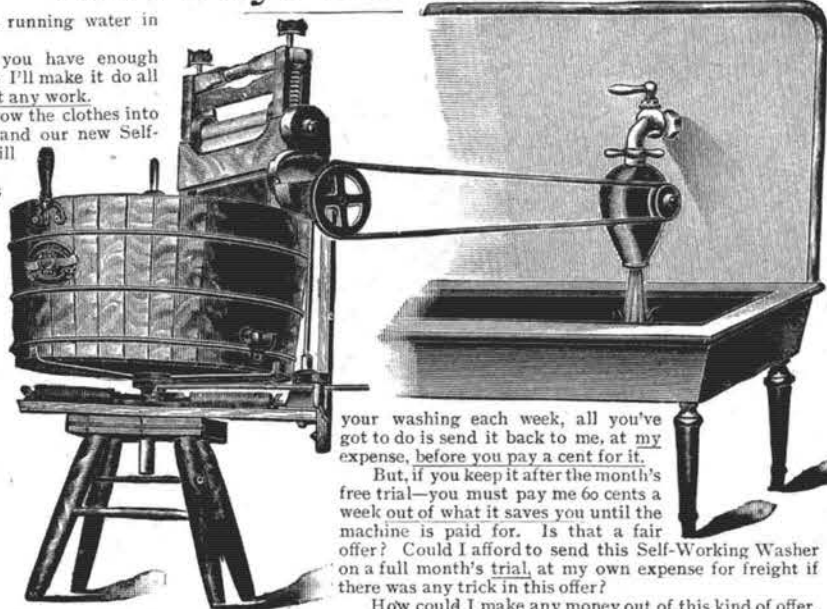 running water in
you have enough
I'll make it do all
t any work.
ow the clothes into
and our new Self-
ill
s
your washing each week, all you've
got to do is send it back to me, at my
expense, before you pay a cent for it.
But, if you keep it after the month's
free trial—you must pay me 60 cents a
week out of what it saves you until the
machine is paid for. Is that a fair
offer? Could I afford to send this Self-Working Washer
on a full month's trial, at my own expense for freight if
there was any trick in this offer?
How could I make any money out of this kind of offer